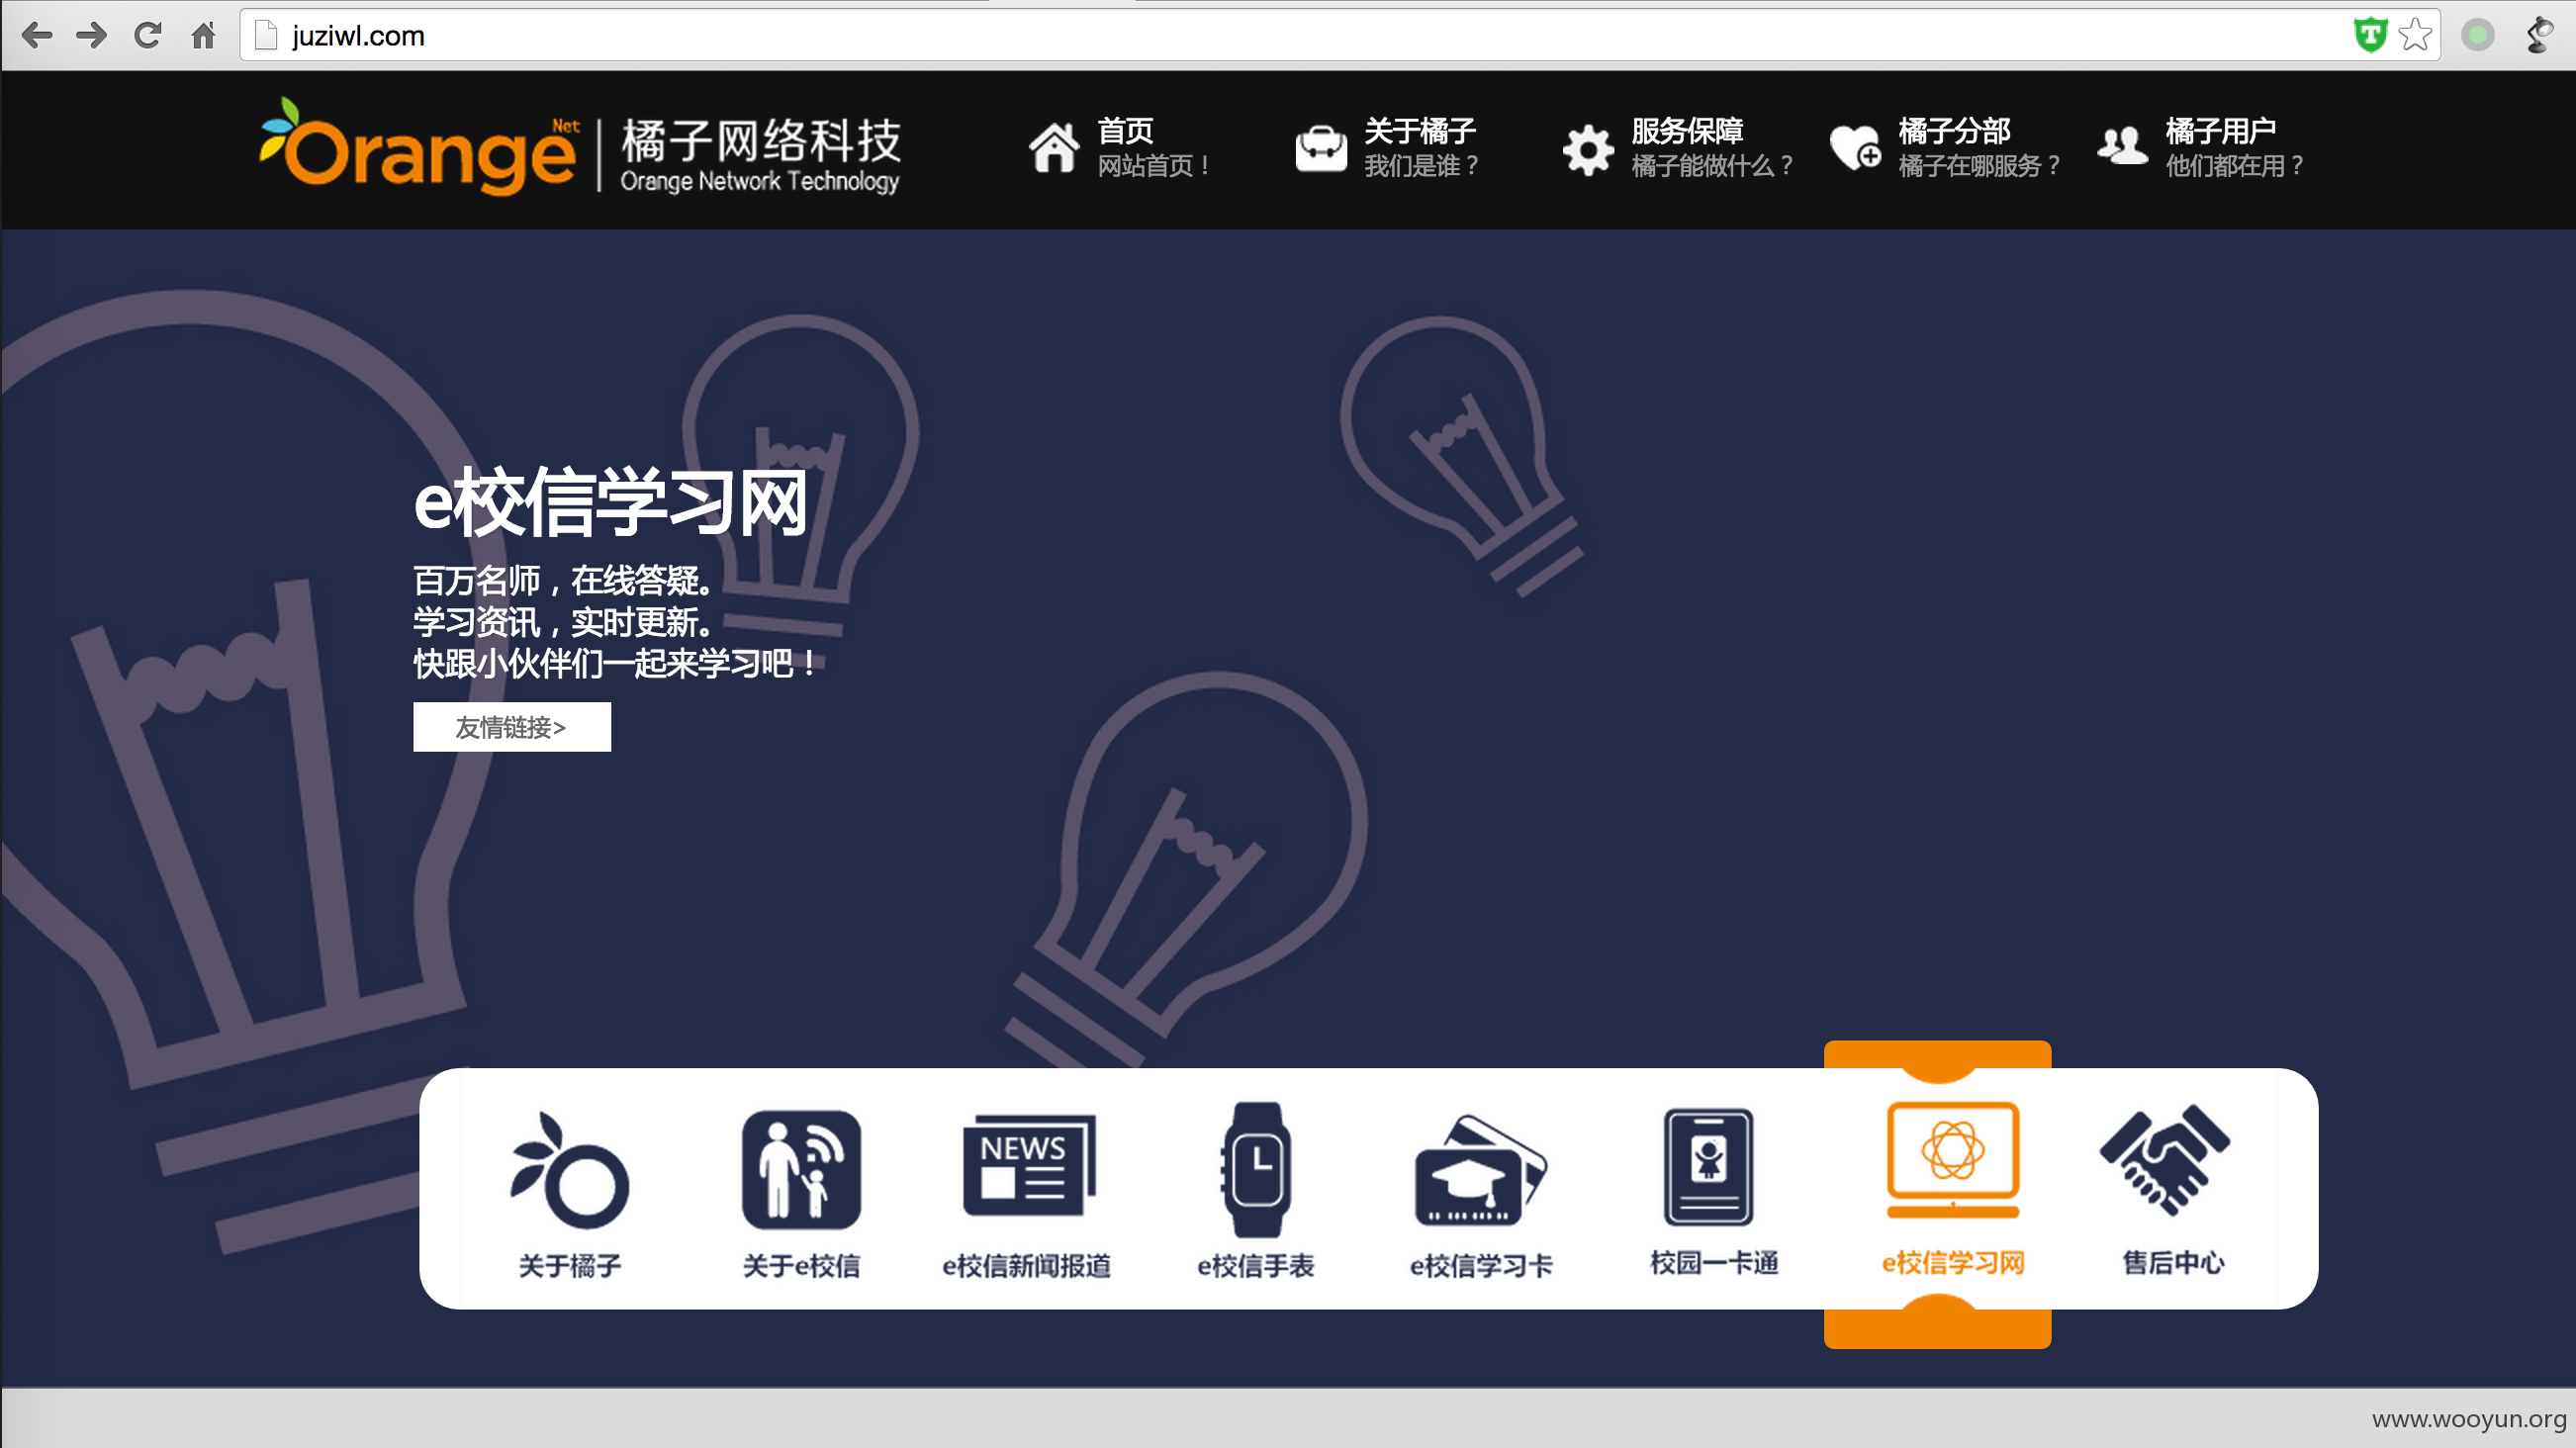 juziwl.com
Orange Net
橘子网络科技
Orange Network Technology
首页
网站首页！
关于橘子
我们是谁？
服务保障
橘子能做什么？
橘子分部
橘子在哪服务？
橘子用户
他们都在用？
e校信学习网
百万名师，在线答疑。
学习资讯，实时更新。
快跟小伙伴们一起来学习吧！
友情链接>
NEWS
关于橘子
关于e校信
e校信新闻报道
e校信手表
e校信学习卡
校园一卡通
e校信学习网
售后中心
www.wooyun.org